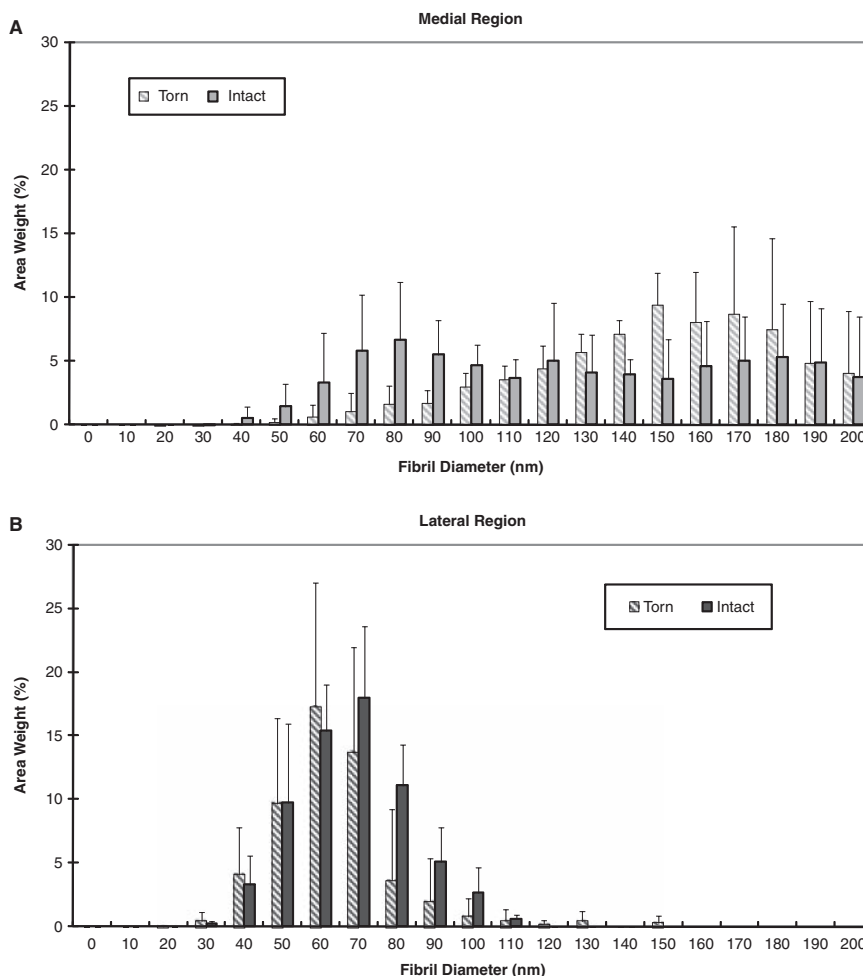 A
Medial Region
30
25
20
15
10
5
0
Area Weight (%)
Torn Intact
0 10 20 30 40 50 60 70 80 90 100 110 120 130 140 150 160 170 180 190 200
Fibril Diameter (nm)
B
Lateral Region
30
25
20
15
10
5
0
Area Weight (%)
Torn Intact
0 10 20 30 40 50 60 70 80 90 100 110 120 130 140 150 160 170 180 190 200
Fibril Diameter (nm)